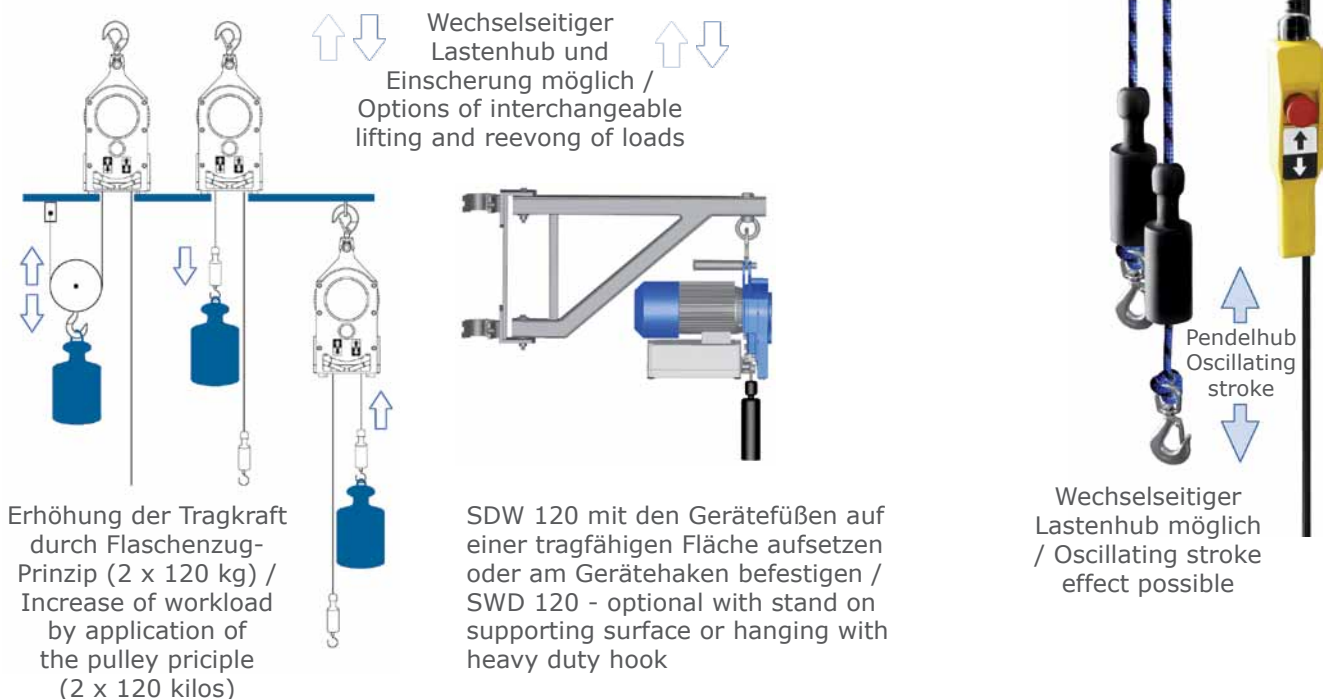 Wechselseitiger
Lastenhub und
Einscherung möglich /
Options of interchangeable
lifting and reevong of loads
Erhöhung der Tragkraft
durch Flaschenzug-
Prinzip (2 x 120 kg) /
Increase of workload
by application of
the pulley priciple
(2 x 120 kilos)
SDW 120 mit den Gerätefüßen auf
einer tragfähigen Fläche aufsetzen
oder am Gerätehaken befestigen /
SWD 120 - optional with stand on
supporting surface or hanging with
heavy duty hook
Pendelhub
Oscillating
stroke
Wechselseitiger
Lastenhub möglich
/ Oscillating stroke
effect possible